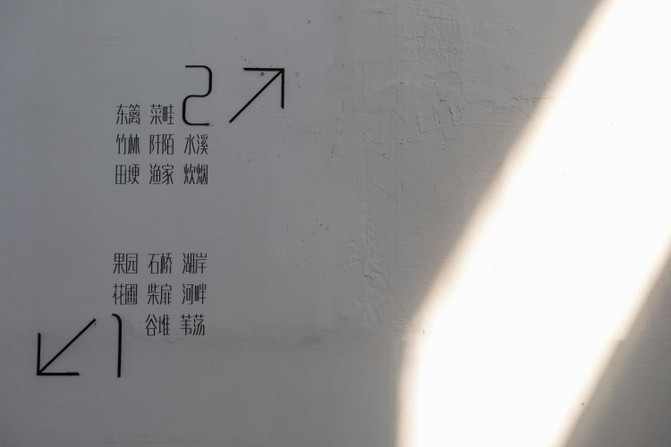 2
东篱 菜畦
竹林 阡陌 水溪
田埂 渔家 炊烟
果园 石桥 湖岸
花圃 柴扉 河畔
谷堆 苇荡
1